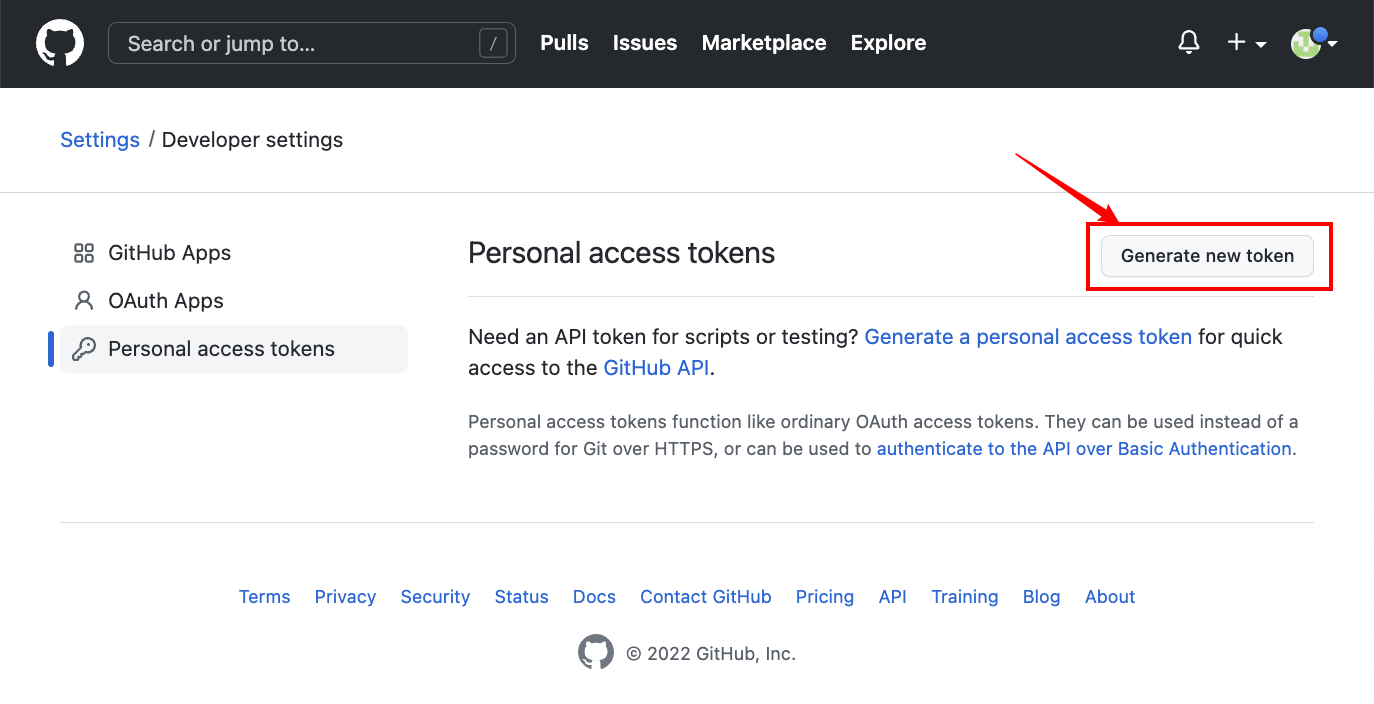 Search or jump to... /
Pulls Issues Marketplace Explore
Settings / Developer settings
GitHub Apps
OAuth Apps
Personal access tokens
Personal access tokens
Generate new token
Need an API token for scripts or testing? Generate a personal access token for quick
access to the GitHub API.
Personal access tokens function like ordinary OAuth access tokens. They can be used instead of a
password for Git over HTTPS, or can be used to authenticate to the API over Basic Authentication.
Terms Privacy Security Status Docs Contact GitHub Pricing API Training Blog About
© 2022 GitHub, Inc.